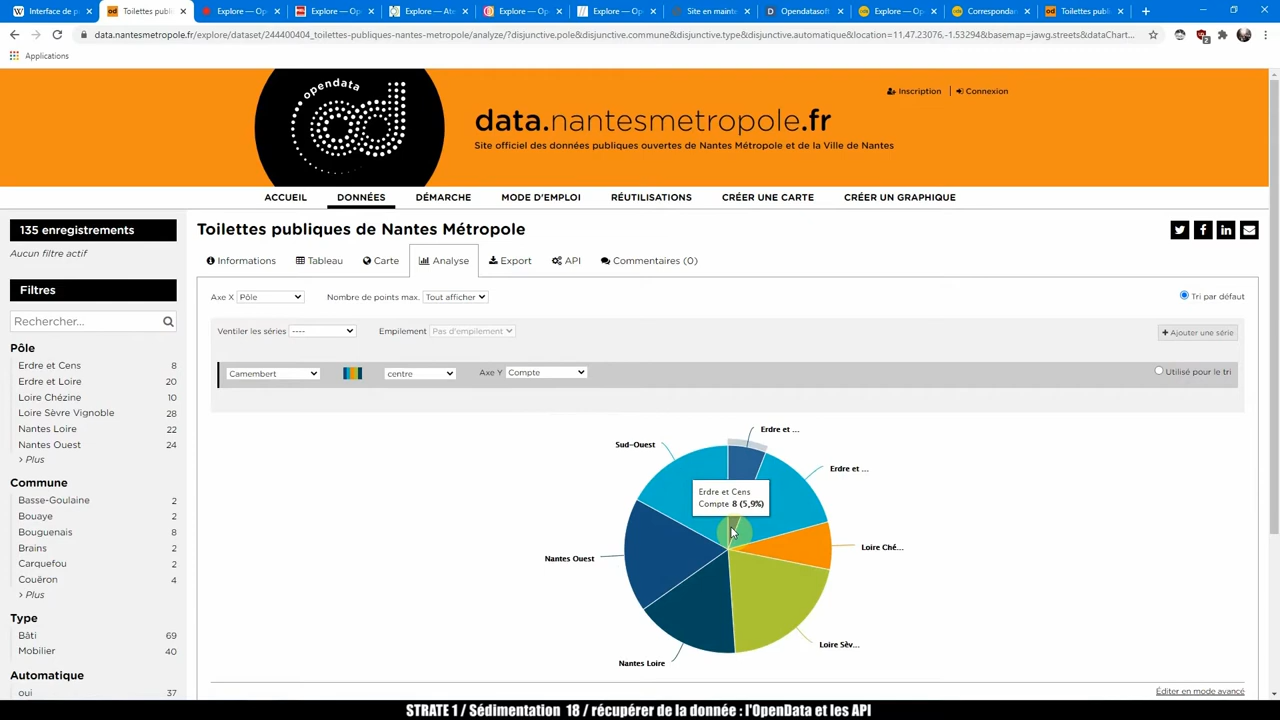 Interface de p
Toilettes publi
Explore — Op
Explore — Op
Explore — Ate
Explore — Op
Explore — Op
Site en mainte
Opendatasoft
Explore — Op
Correspondan
Toilettes publ
data.nantesmetropole.fr/explore/dataset/244400404_toilettes-publiques-nantes-metropole/analyze/?disjunctive.pole&disjunctive.commune&disjunctive.type&disjunctive.automatique&location=11,47.23076,-1.53294&basemap=jawg.streets&dataChart...
Applications
opendata
Inscription | Connexion
data.nantesmetropole.fr
Site officiel des données publiques ouvertes de Nantes Métropole et de la Ville de Nantes
ACCUEIL DONNÉES DÉMARCHE MODE D'EMPLOI RÉUTILISATIONS CRÉER UNE CARTE CRÉER UN GRAPHIQUE
135 enregistrements
Aucun filtre actif
Filtres
Rechercher...
Pôle
Erdre et Cens 8
Erdre et Loire 20
Loire Chézine 10
Loire Sèvre Vignoble 28
Nantes Loire 22
Nantes Ouest 24
> Plus
Commune
Basse-Goulaine 2
Bouaye 2
Bouguenais 8
Brains 2
Carquefou 2
Couëron 4
> Plus
Type
Bâti 69
Mobilier 40
Automatique
oui 37
Toilettes publiques de Nantes Métropole
Informations Tableau Carte Analyse Export API Commentaires (0)
Axe X Pôle Nombre de points max. Tout afficher Tri par défaut
Ventiler les séries ---- Empilement Pas d'empilement + Ajouter une série
Camembert centre Axe Y Compte Utilisé pour le tri
Erdre et ...
Sud-Ouest
Erdre et ...
Erdre et Cens
Compte 8 (5,9%)
Loire Ché...
Nantes Ouest
Loire Sèv...
Nantes Loire
Éditer en mode avancé
STRATE 1 / Sédimentation 18 / récupérer de la donnée : l'OpenData et les API